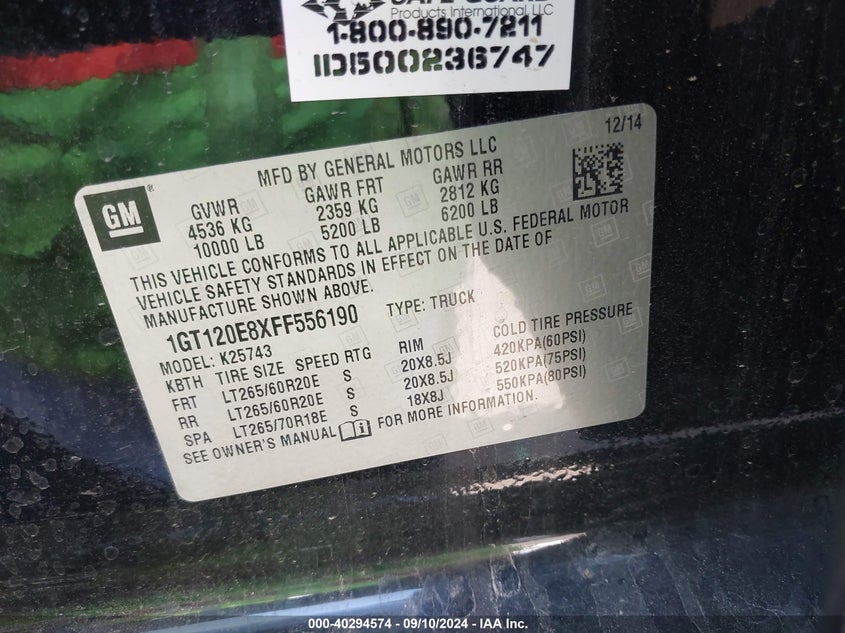 Products International, LLC
1-800-890-7211
ID500236747
12/14
MFD BY GENERAL MOTORS LLC
GM
GVWR GAWR FRT GAWR RR
4536 KG 2359 KG 2812 KG
10000 LB 5200 LB 6200 LB
THIS VEHICLE CONFORMS TO ALL APPLICABLE U.S. FEDERAL MOTOR
VEHICLE SAFETY STANDARDS IN EFFECT ON THE DATE OF
MANUFACTURE SHOWN ABOVE.
1GT120E8XFF556190 TYPE: TRUCK
MODEL: K25743
KBTH TIRE SIZE SPEED RTG RIM COLD TIRE PRESSURE
FRT LT265/60R20E S 20X8.5J 420KPA(60PSI)
RR LT265/60R20E S 20X8.5J 520KPA(75PSI)
SPA LT265/70R18E S 18X8J 550KPA(80PSI)
SEE OWNER'S MANUAL FOR MORE INFORMATION.
000-40294574 - 09/10/2024 - IAA Inc.